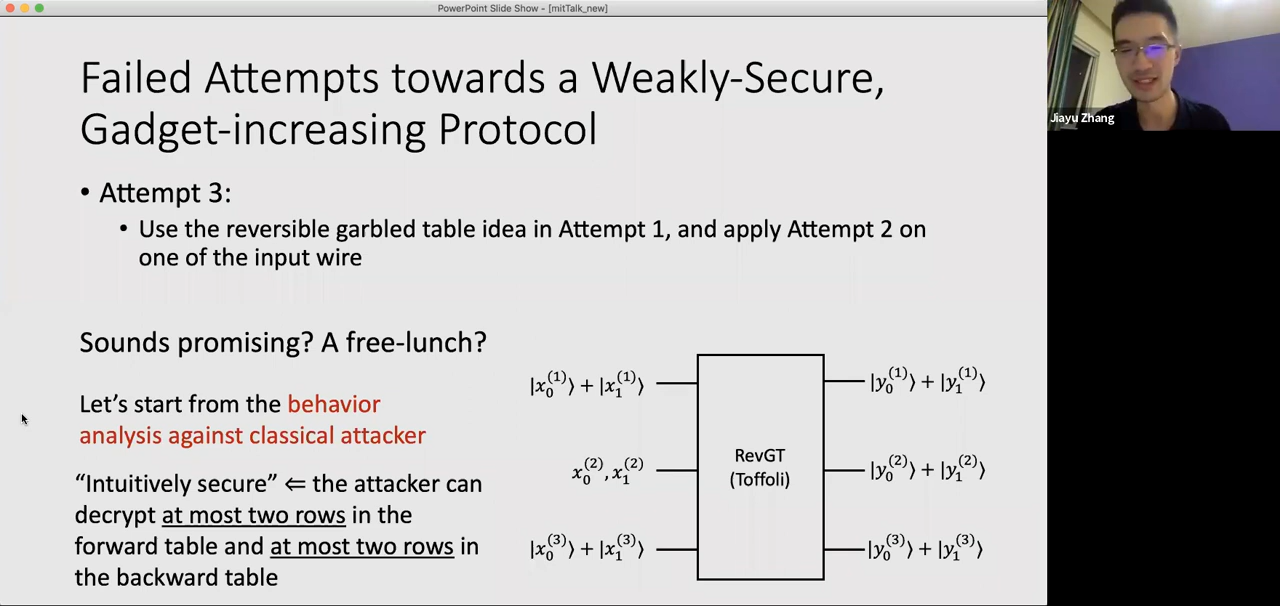 PowerPoint Slide Show - [mitTalk_new]
Failed Attempts towards a Weakly-Secure,
Gadget-increasing Protocol
Jiayu Zhang
• Attempt 3:
• Use the reversible garbled table idea in Attempt 1, and apply Attempt 2 on
one of the input wire
Sounds promising? A free-lunch?
Let's start from the behavior
analysis against classical attacker
"Intuitively secure" ⇐ the attacker can
decrypt at most two rows in the
forward table and at most two rows in
the backward table
|x₀⁽¹⁾⟩ + |x₁⁽¹⁾⟩
x₀⁽²⁾, x₁⁽²⁾
|x₀⁽³⁾⟩ + |x₁⁽³⁾⟩
RevGT
(Toffoli)
|y₀⁽¹⁾⟩ + |y₁⁽¹⁾⟩
|y₀⁽²⁾⟩ + |y₁⁽²⁾⟩
|y₀⁽³⁾⟩ + |y₁⁽³⁾⟩